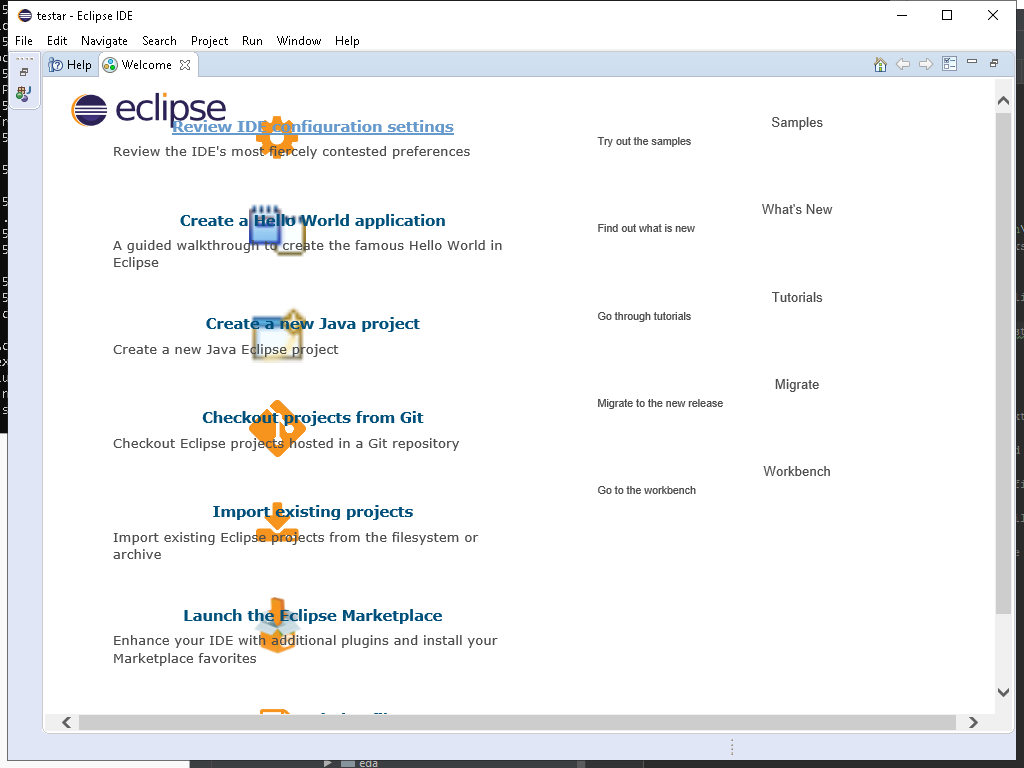 testar - Eclipse IDE
File Edit Navigate Search Project Run Window Help
Help Welcome
eclipse
Review IDE configuration settings
Review the IDE's most fiercely contested preferences
Create a Hello World application
A guided walkthrough to create the famous Hello World in
Eclipse
Create a new Java project
Create a new Java Eclipse project
Checkout projects from Git
Checkout Eclipse projects hosted in a Git repository
Import existing projects
Import existing Eclipse projects from the filesystem or
archive
Launch the Eclipse Marketplace
Enhance your IDE with additional plugins and install your
Marketplace favorites
Samples
Try out the samples
What's New
Find out what is new
Tutorials
Go through tutorials
Migrate
Migrate to the new release
Workbench
Go to the workbench
eda